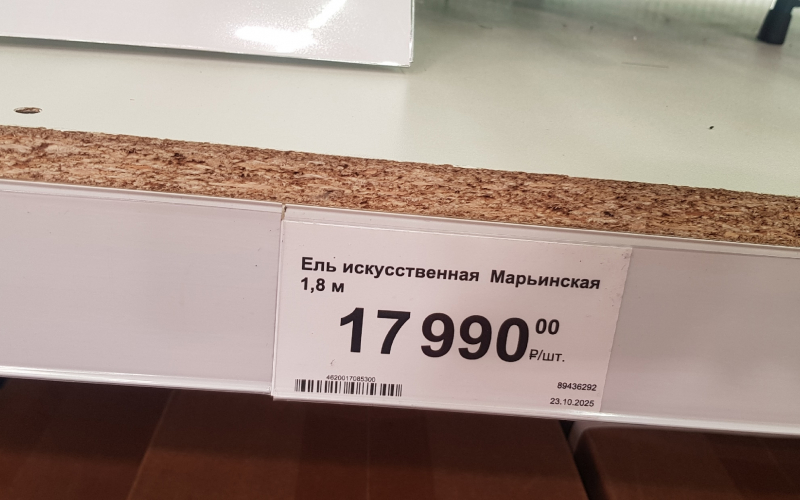 Ель искусственная Марьинская
1,8 м
17 990 00
₽/шт.
4620017085300
89436292
23.10.2025